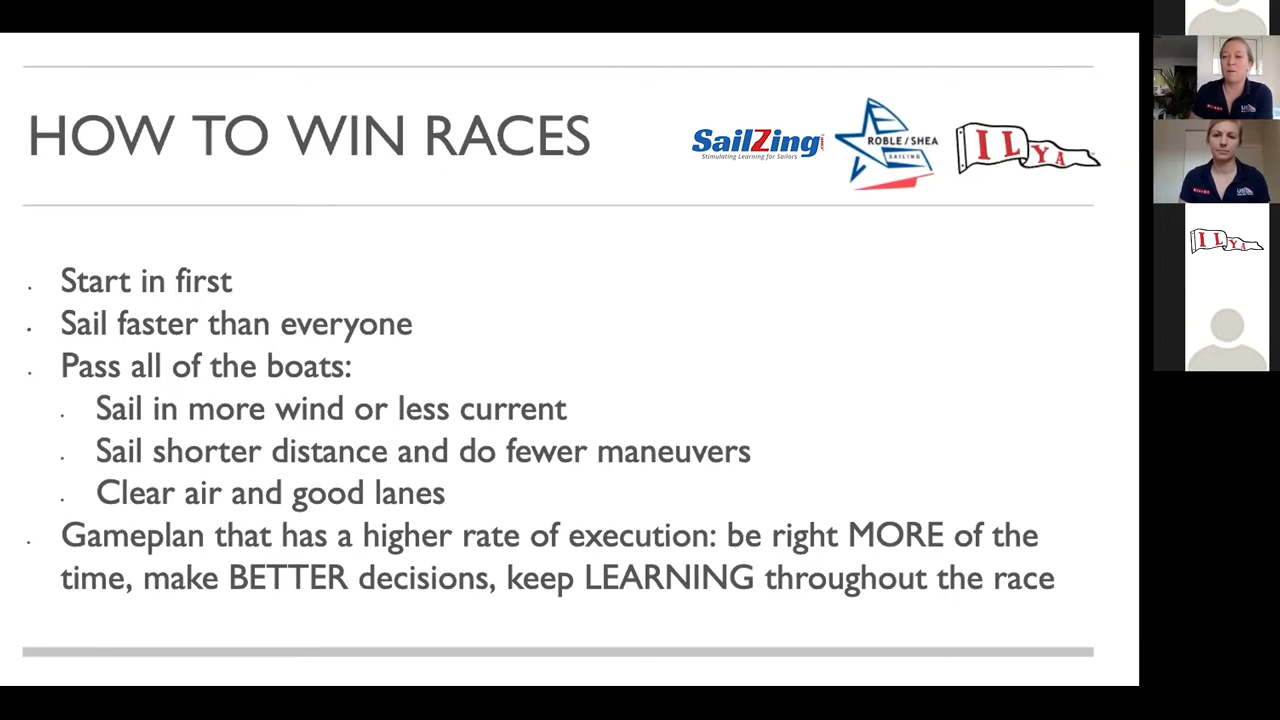 HOW TO WIN RACES
SailZing
Stimulating Learning for Sailors
ROBLE/SHEA
SAILING
ILYA
Start in first
Sail faster than everyone
Pass all of the boats:
Sail in more wind or less current
Sail shorter distance and do fewer maneuvers
Clear air and good lanes
Gameplan that has a higher rate of execution: be right MORE of the
time, make BETTER decisions, keep LEARNING throughout the race
ILYA